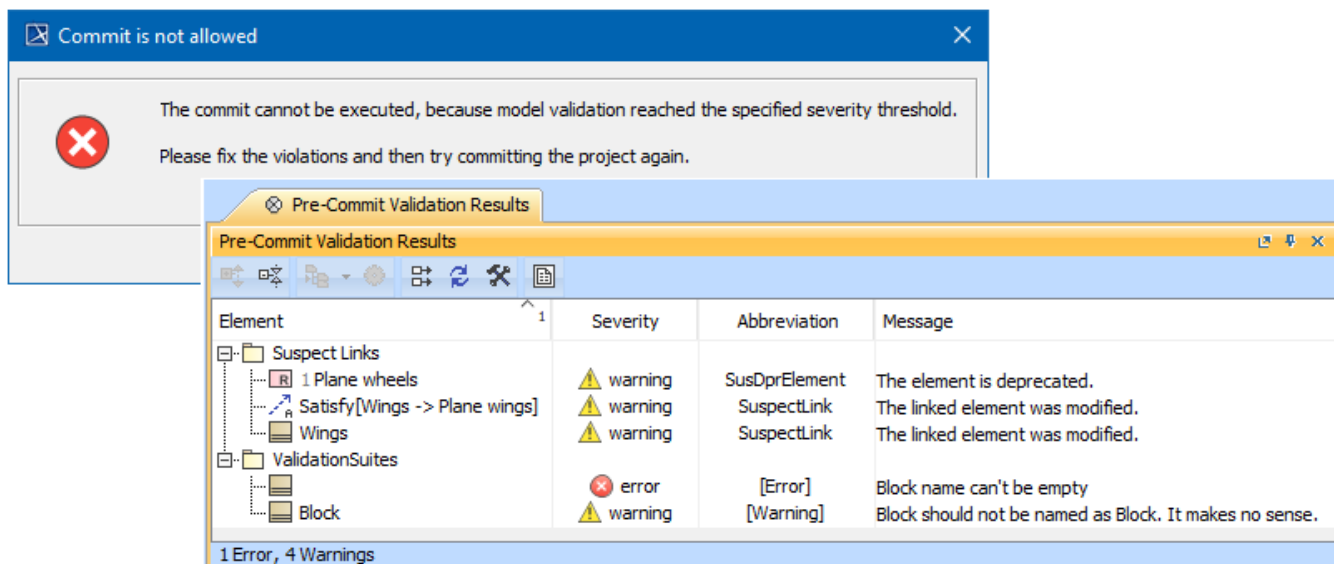 Commit is not allowed
The commit cannot be executed, because model validation reached the specified severity threshold.
Please fix the violations and then try committing the project again.
Pre-Commit Validation Results
Pre-Commit Validation Results
Element 1 Severity Abbreviation Message
Suspect Links
R 1 Plane wheels warning SusDprElement The element is deprecated.
A Satisfy[Wings -> Plane wings] warning SuspectLink The linked element was modified.
Wings warning SuspectLink The linked element was modified.
ValidationSuites
error [Error] Block name can't be empty
Block warning [Warning] Block should not be named as Block. It makes no sense.
1 Error, 4 Warnings